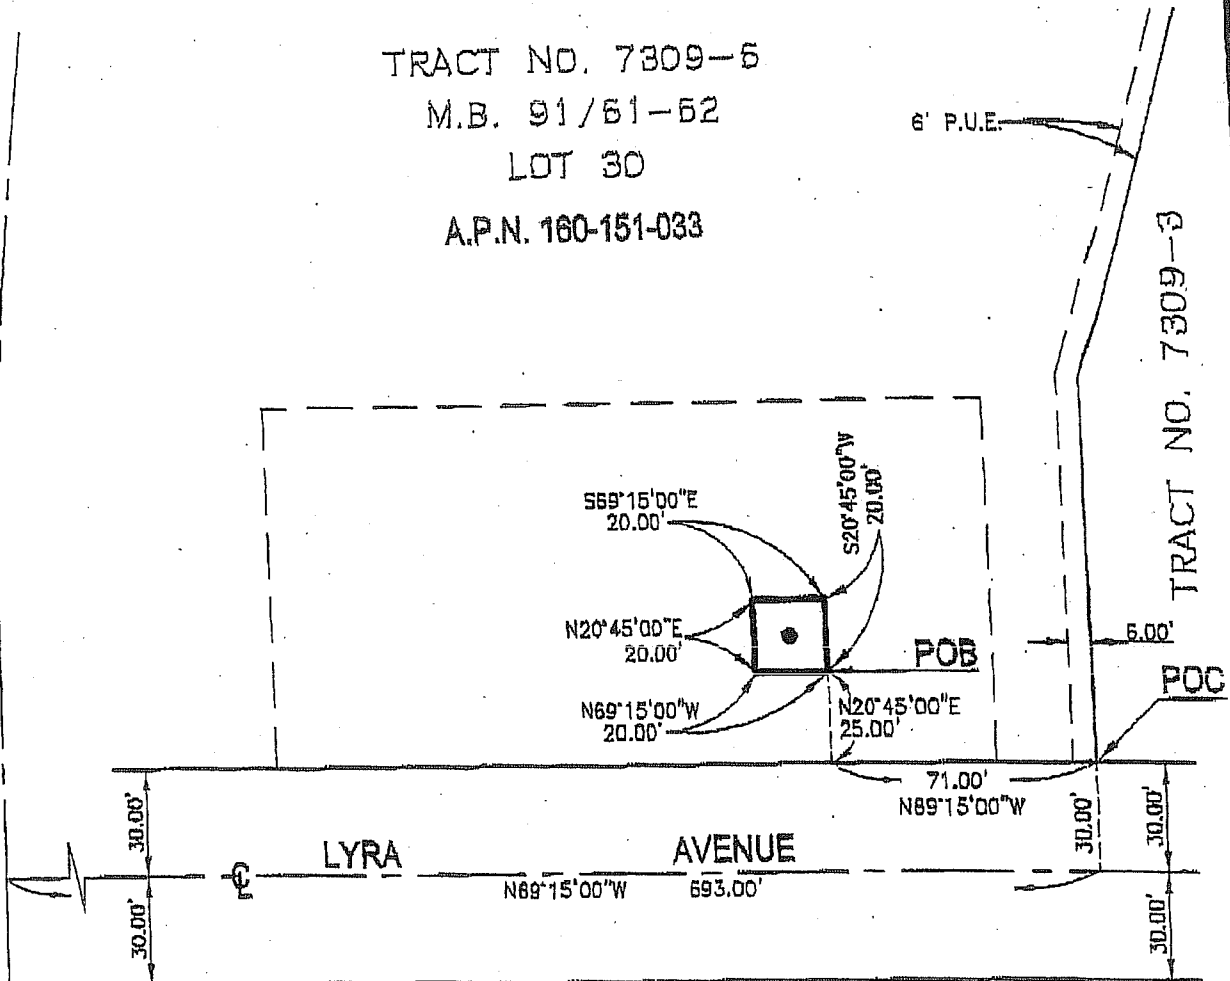 TRACT NO. 7309-6
M.B. 91/61-62
LOT 30
A.P.N. 160-151-033
6' P.U.E.
TRACT NO. 7309-3
S69°15'00"E
20.00'
S20°45'00"W
20.00'
N20°45'00"E
20.00'
POB
6.00'
POC
N69°15'00"W
20.00'
N20°45'00"E
25.00'
71.00'
N69°15'00"W
30.00'
30.00'
30.00'
LYRA AVENUE
℄
N69°15'00"W 693.00'
30.00'
30.00'